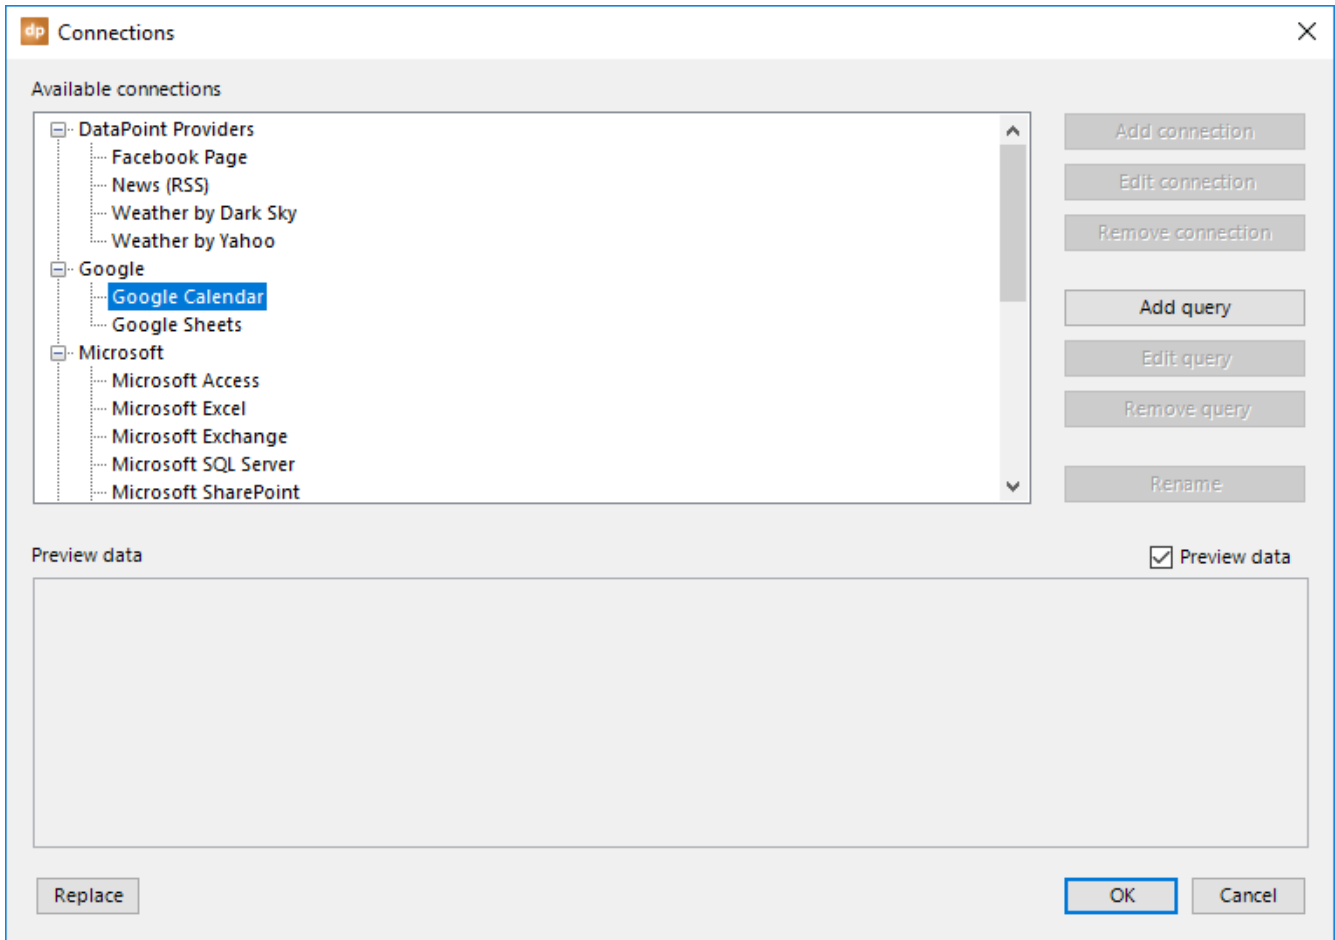 dp Connections
Available connections
DataPoint Providers
Facebook Page
News (RSS)
Weather by Dark Sky
Weather by Yahoo
Google
Google Calendar
Google Sheets
Microsoft
Microsoft Access
Microsoft Excel
Microsoft Exchange
Microsoft SQL Server
Microsoft SharePoint
Add connection
Edit connection
Remove connection
Add query
Edit query
Remove query
Rename
Preview data
Preview data
Replace
OK
Cancel